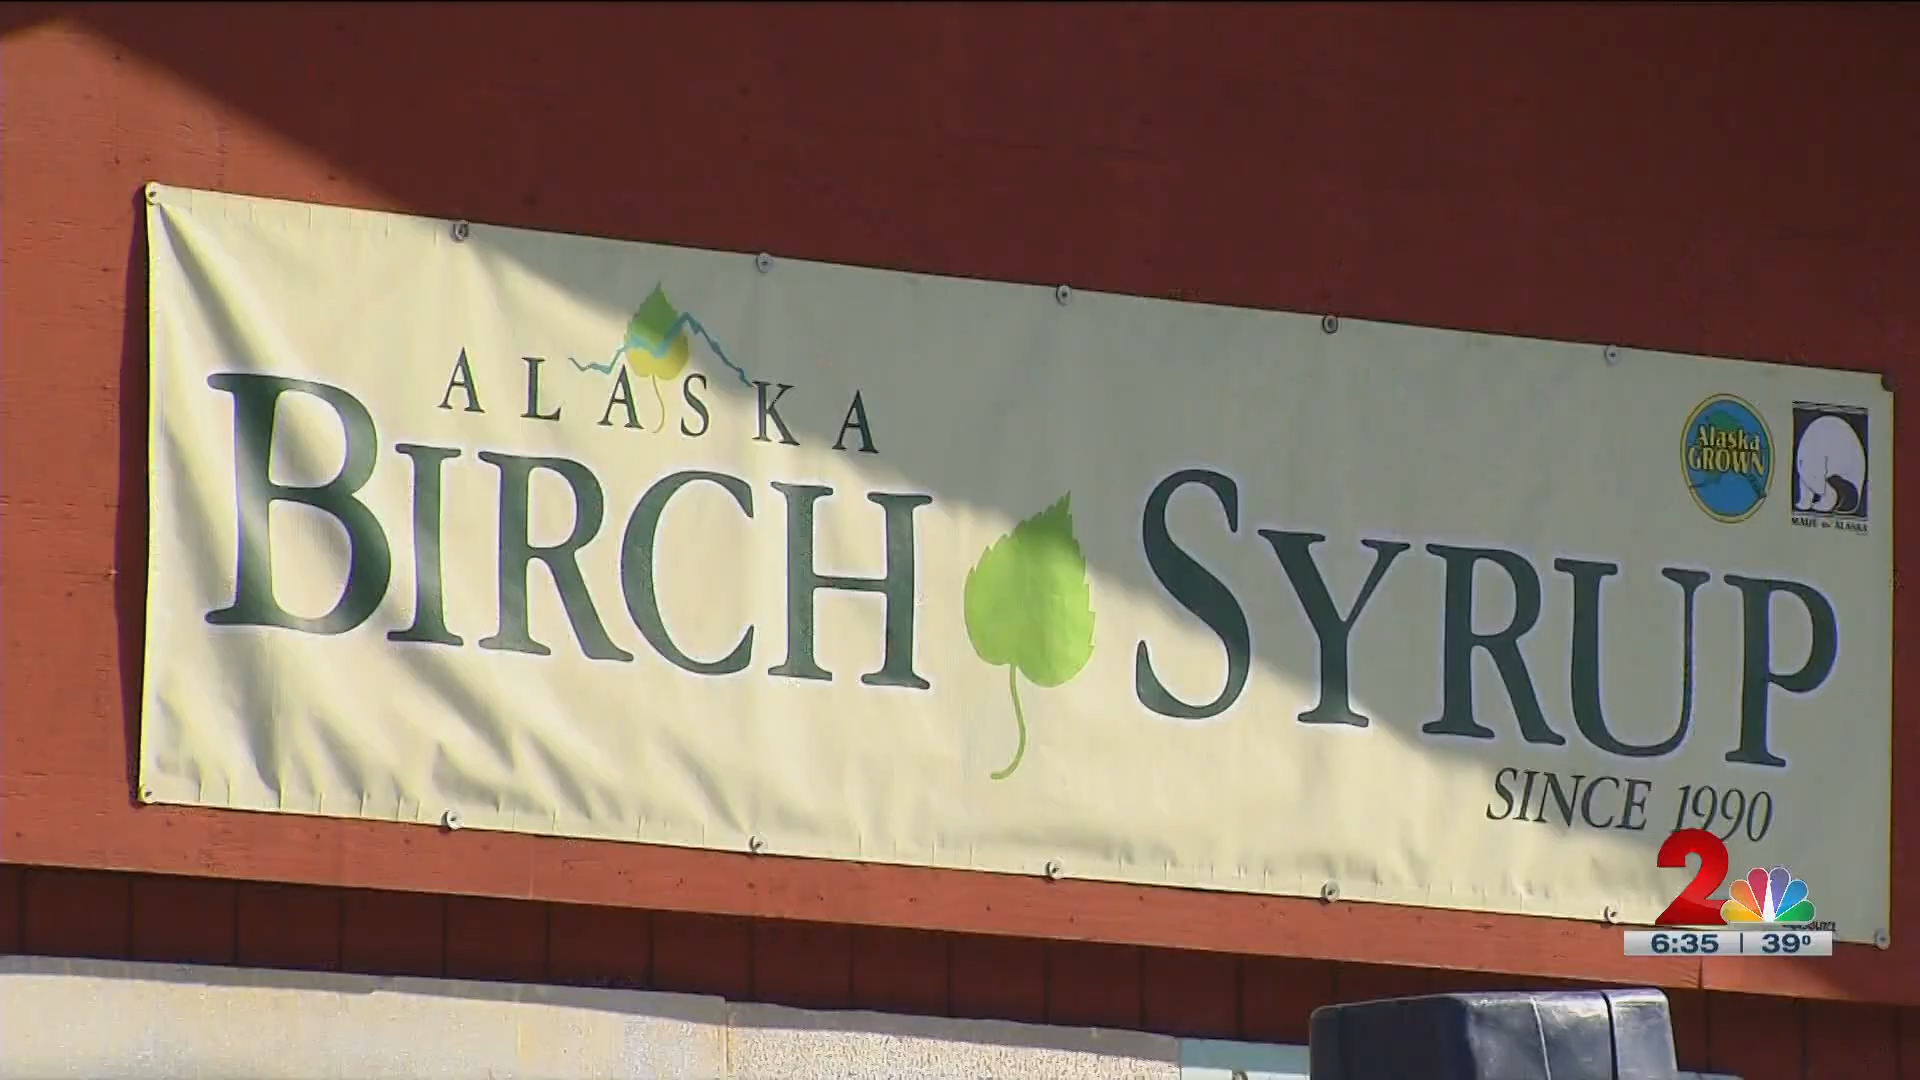 ALASKA
BIRCH SYRUP
SINCE 1990
Alaska
GROWN
MADE in ALASKA
2
6:35 | 39°